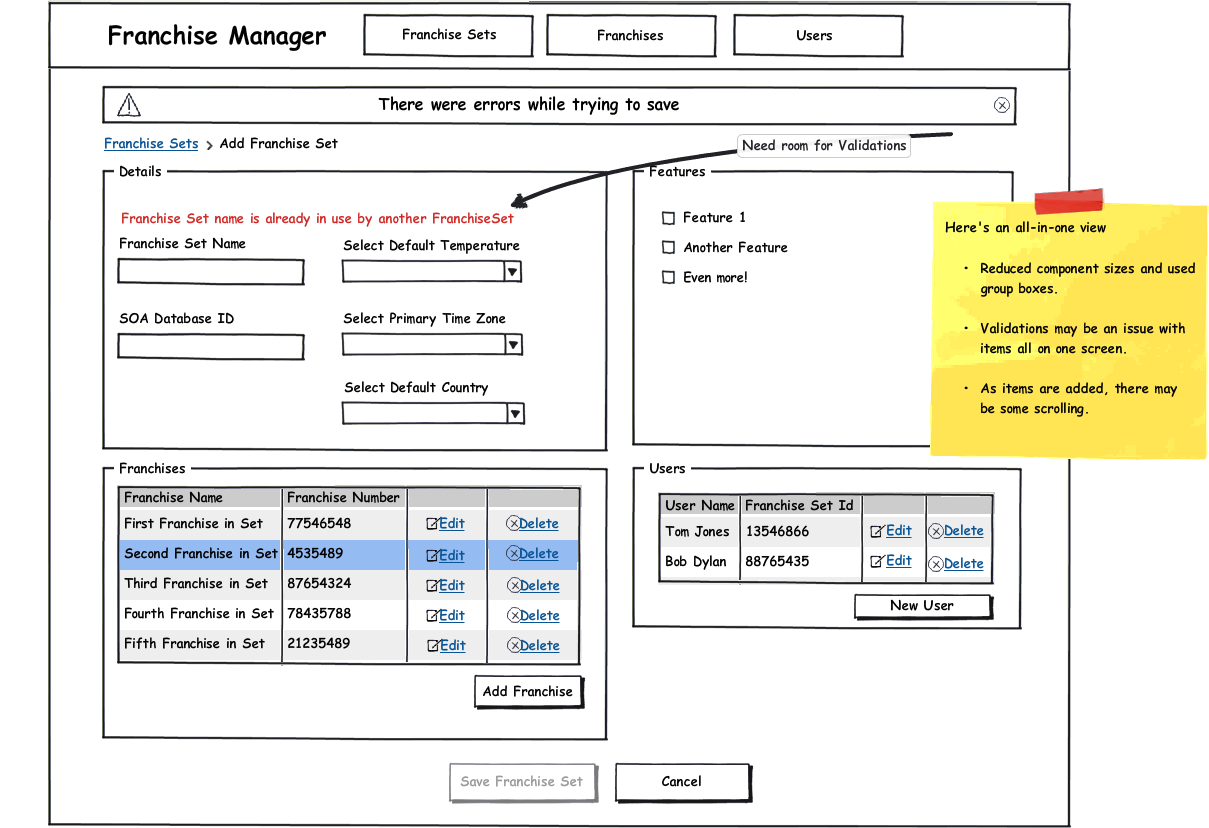 Franchise Manager
Franchise Sets
Franchises
Users
There were errors while trying to save
Franchise Sets > Add Franchise Set
Need room for Validations
Details
Franchise Set name is already in use by another FranchiseSet
Franchise Set Name
Select Default Temperature
SOA Database ID
Select Primary Time Zone
Select Default Country
Features
Feature 1
Another Feature
Even more!
Here's an all-in-one view
• Reduced component sizes and used
group boxes.
• Validations may be an issue with
items all on one screen.
• As items are added, there may
be some scrolling.
Franchises
Franchise Name Franchise Number
First Franchise in Set 77546548 Edit Delete
Second Franchise in Set 4535489 Edit Delete
Third Franchise in Set 87654324 Edit Delete
Fourth Franchise in Set 78435788 Edit Delete
Fifth Franchise in Set 21235489 Edit Delete
Add Franchise
Users
User Name Franchise Set Id
Tom Jones 13546866 Edit Delete
Bob Dylan 88765435 Edit Delete
New User
Save Franchise Set
Cancel